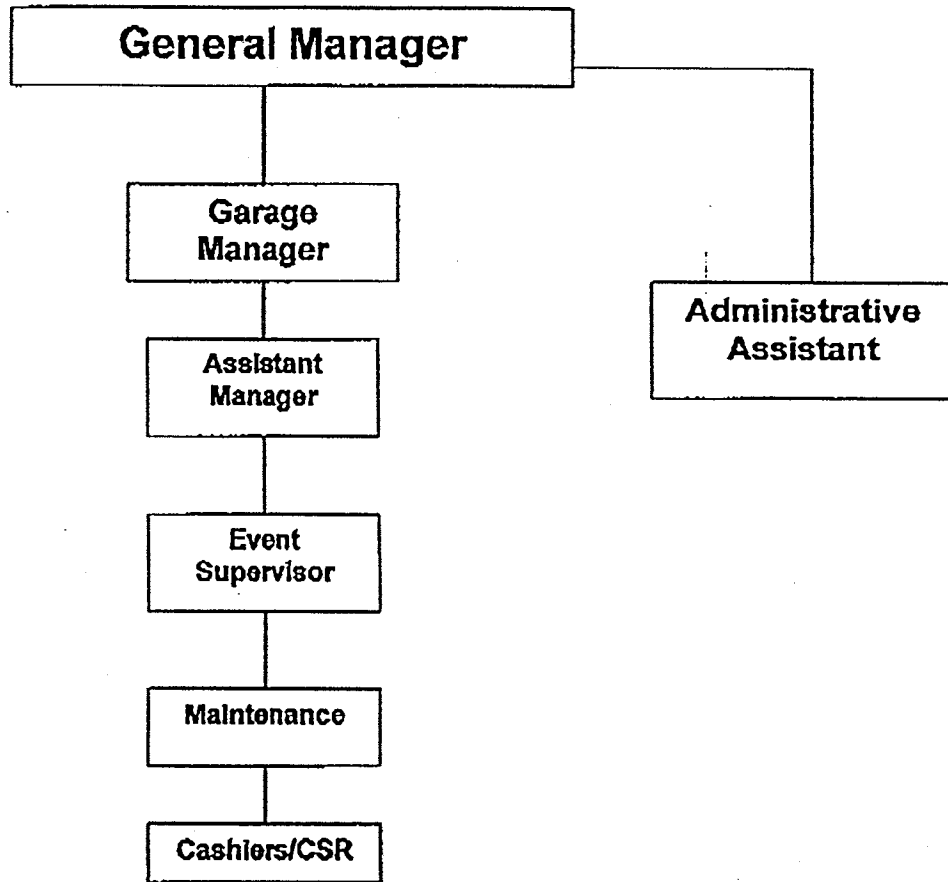 General Manager
Garage
Manager
Administrative
Assistant
Assistant
Manager
Event
Supervisor
Maintenance
Cashiers/CSR